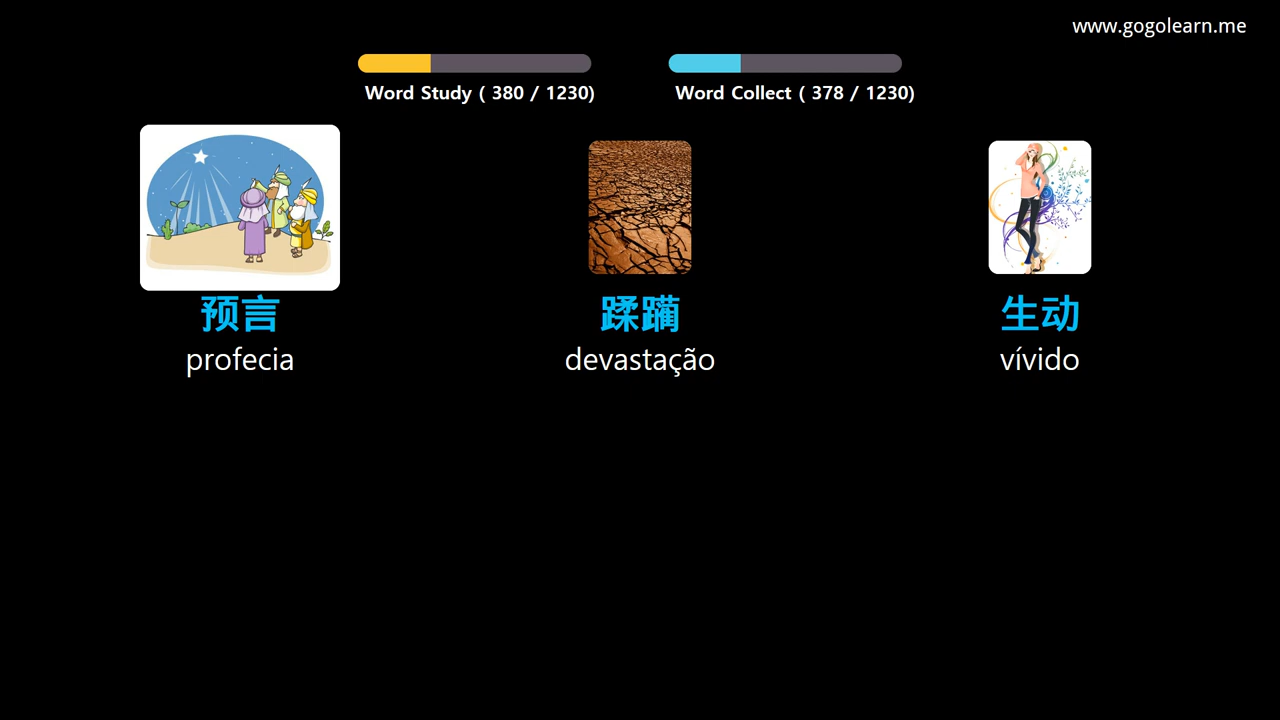 www.gogolearn.me
Word Study ( 380 / 1230)
Word Collect ( 378 / 1230)
预言
蹂躏
生动
profecia
devastação
vívido